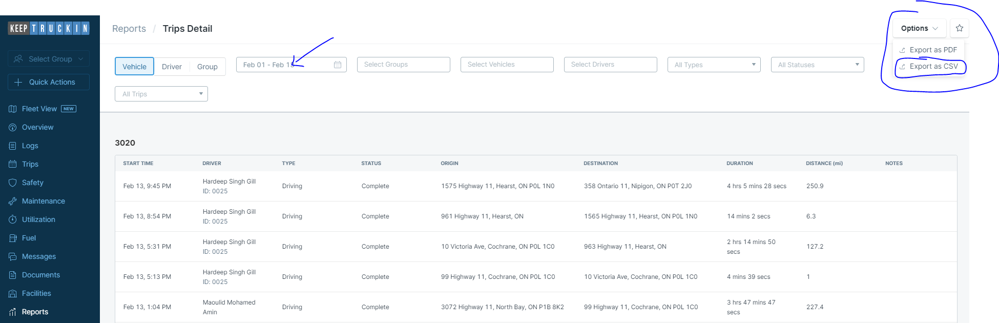 KEEP TRUCKIN
Select Group
Quick Actions
Fleet View NEW
Overview
Logs
Trips
Safety
Maintenance
Utilization
Fuel
Messages
Documents
Facilities
Reports
Reports / Trips Detail
Options
Export as PDF
Export as CSV
Vehicle Driver Group
Feb 01 - Feb 13
Select Groups
Select Vehicles
Select Drivers
All Types
All Statuses
All Trips
3020
START TIME DRIVER TYPE STATUS ORIGIN DESTINATION DURATION DISTANCE (mi) NOTES
Feb 13, 9:45 PM
Hardeep Singh Gill
ID: 0025
Driving
Complete
1575 Highway 11, Hearst, ON P0L 1N0
358 Ontario 11, Nipigon, ON P0T 2J0
4 hrs 5 mins 28 secs
250.9
Feb 13, 8:54 PM
Hardeep Singh Gill
ID: 0025
Driving
Complete
961 Highway 11, Hearst, ON
1565 Highway 11, Hearst, ON P0L 1N0
14 mins 2 secs
6.3
Feb 13, 5:31 PM
Hardeep Singh Gill
ID: 0025
Driving
Complete
10 Victoria Ave, Cochrane, ON P0L 1C0
963 Highway 11, Hearst, ON
2 hrs 14 mins 50
secs
127.2
Feb 13, 5:13 PM
Hardeep Singh Gill
ID: 0025
Driving
Complete
99 Highway 11, Cochrane, ON P0L 1C0
10 Victoria Ave, Cochrane, ON P0L 1C0
4 mins 39 secs
1
Feb 13, 1:04 PM
Maoulid Mohamed
Amin
Driving
Complete
3072 Highway 11, North Bay, ON P1B 8K2
99 Highway 11, Cochrane, ON P0L 1C0
3 hrs 47 mins 47
secs
227.4